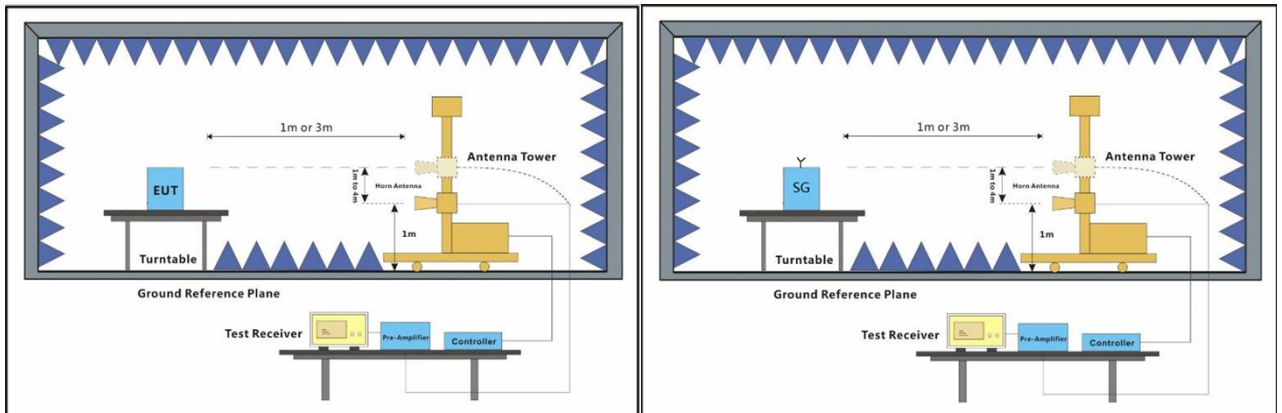 1m or 3m
Antenna Tower
EUT
1m to 4m
Horn Antenna
1m
Turntable
Ground Reference Plane
Test Receiver
Pre-Amplifier
Controller
1m or 3m
Antenna Tower
SG
1m to 4m
Horn Antenna
1m
Turntable
Ground Reference Plane
Test Receiver
Pre-Amplifier
Controller